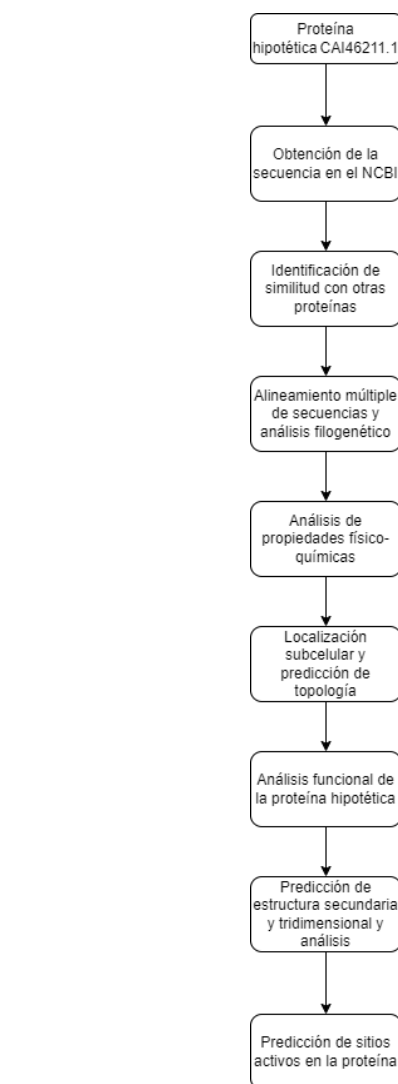 Proteína
hipotética CAI46211.1
Obtención de la
secuencia en el NCBI
Identificación de
similitud con otras
proteínas
Alineamiento múltiple
de secuencias y
análisis filogenético
Análisis de
propiedades físico-
químicas
Localización
subcelular y
predicción de
topología
Análisis funcional de
la proteína hipotética
Predicción de
estructura secundaria
y tridimensional y
análisis
Predicción de sitios
activos en la proteína